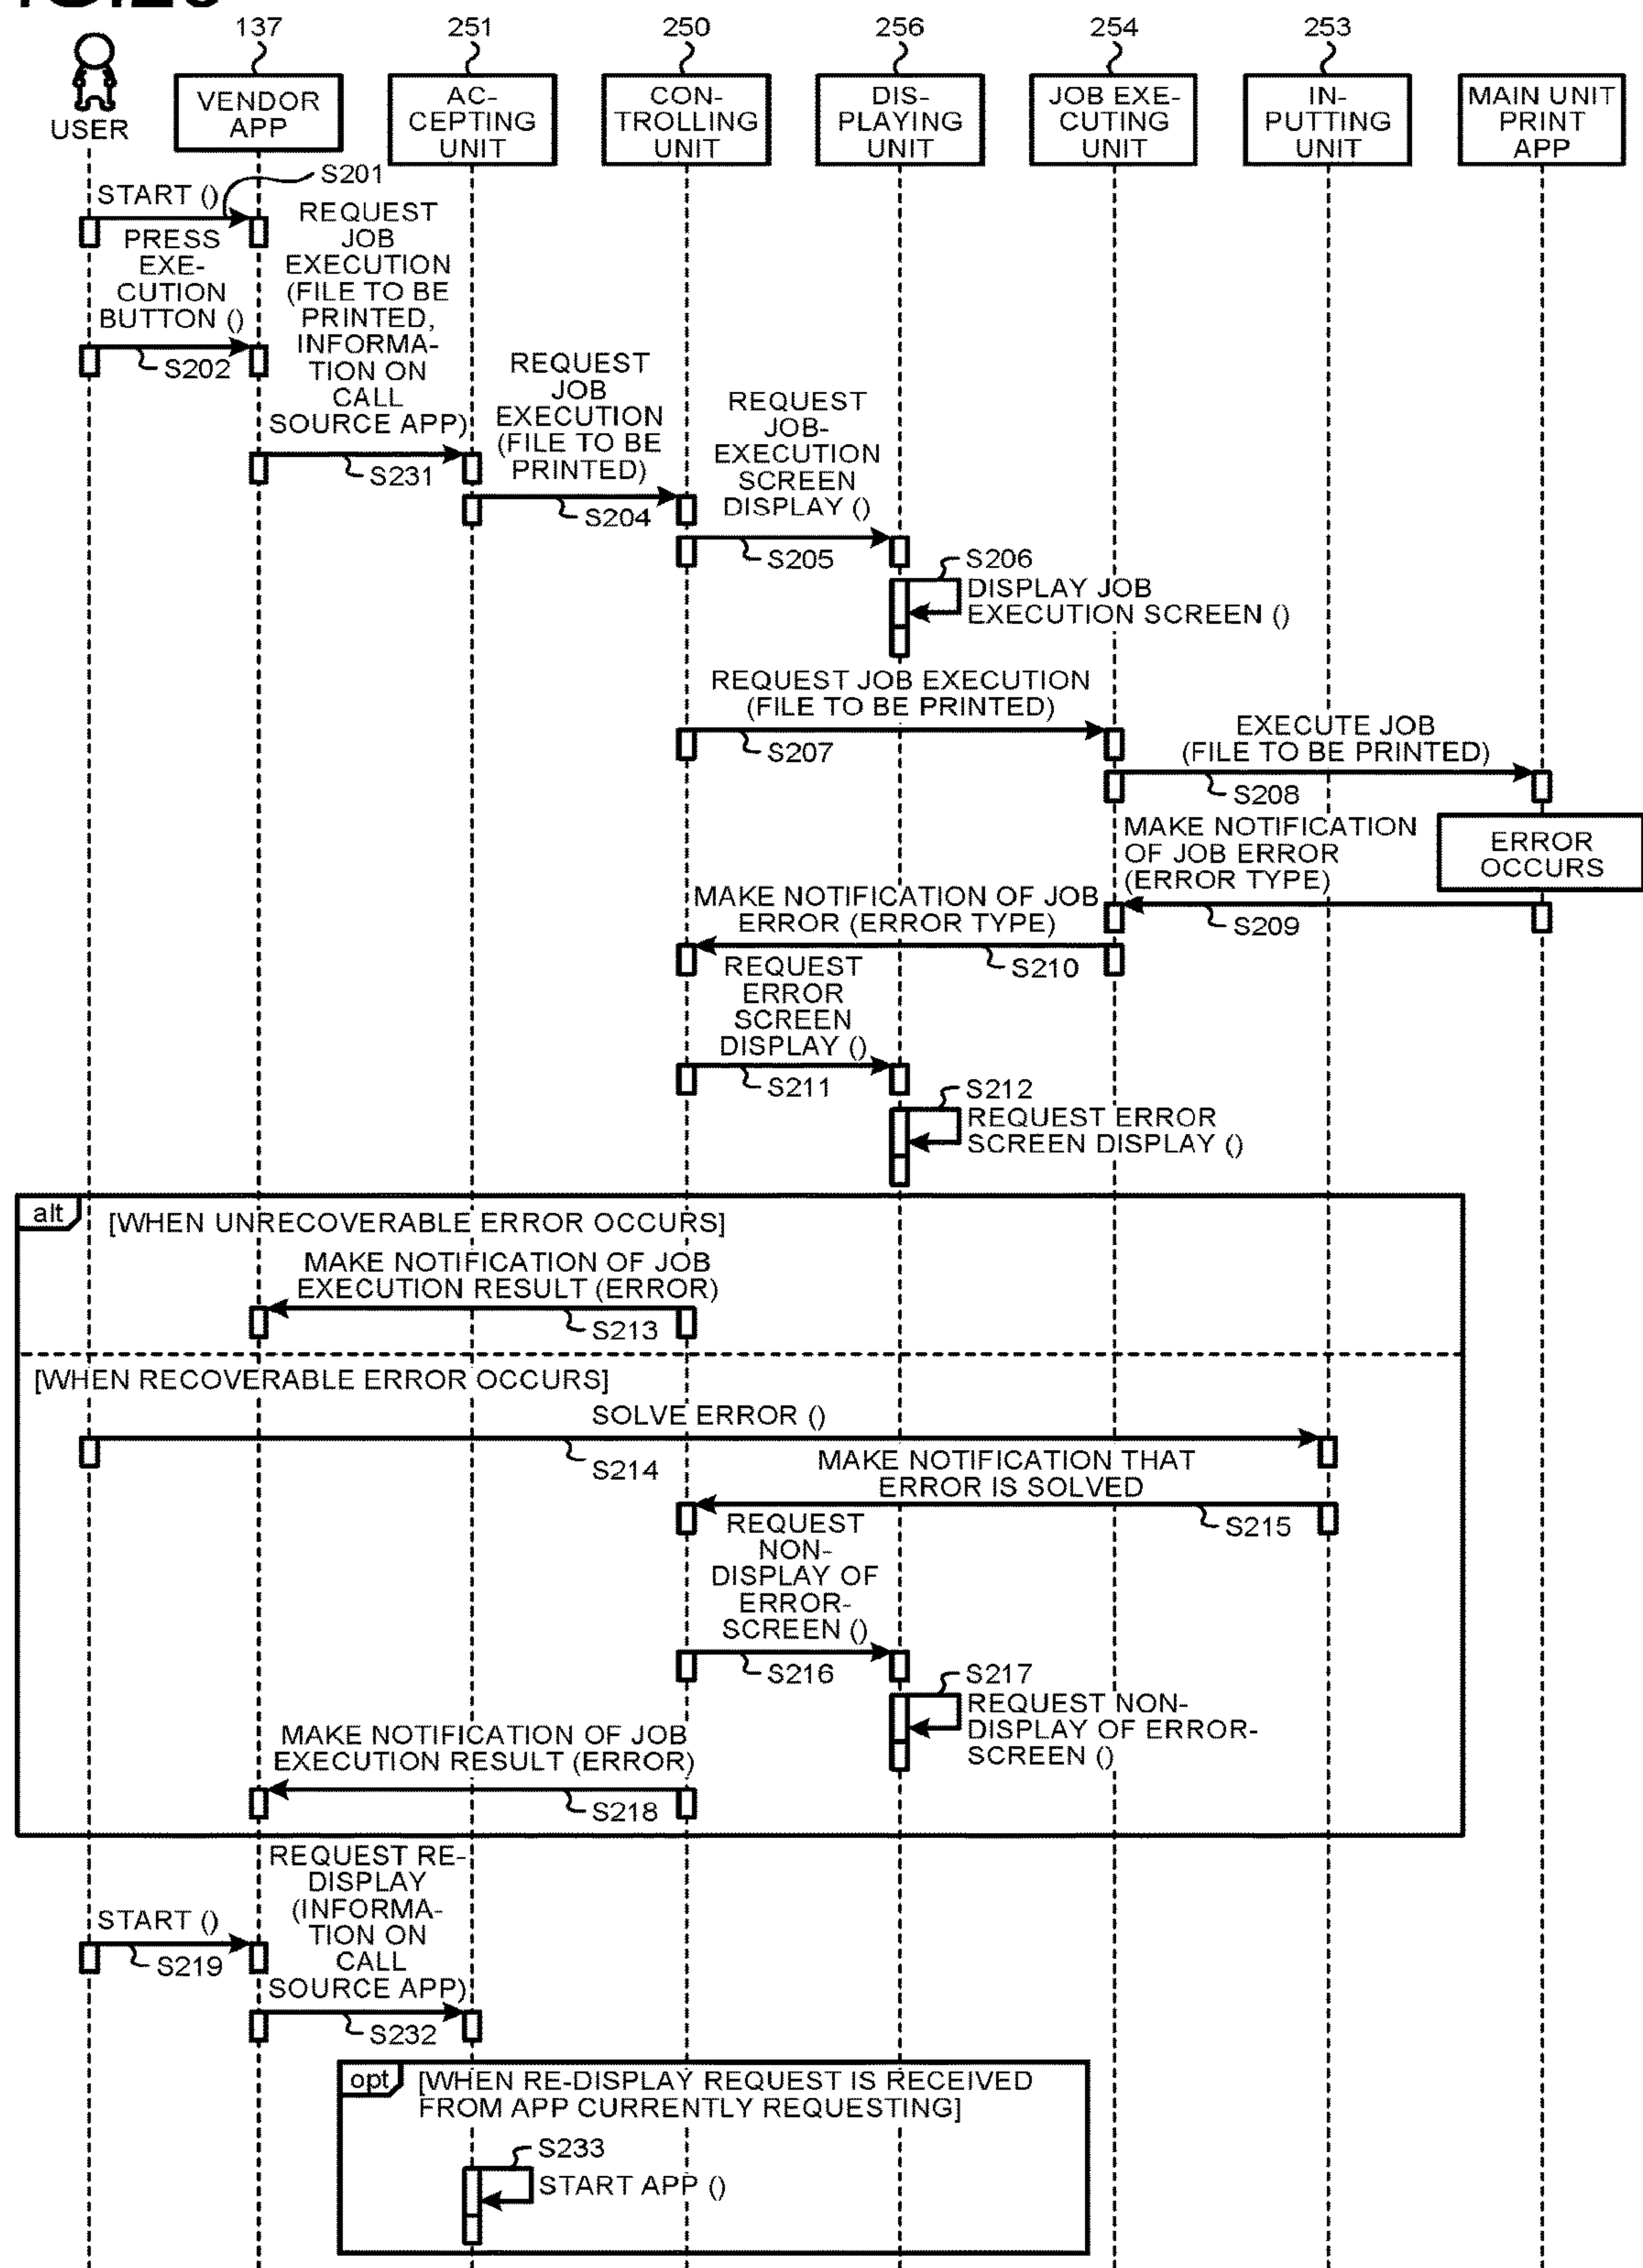 137
251
250
256
254
253
USER
VENDOR
APP
AC-
CEPTING
UNIT
CON-
TROLLING
UNIT
DIS-
PLAYING
UNIT
JOB EXE-
CUTING
UNIT
IN-
PUTTING
UNIT
MAIN UNIT
PRINT
APP
START ()
S201
PRESS
EXE-
CUTION
BUTTON ()
S202
REQUEST
JOB
EXECUTION
(FILE TO BE
PRINTED,
INFORMA-
TION ON
CALL
SOURCE APP)
S231
REQUEST
JOB
EXECUTION
(FILE TO BE
PRINTED)
S204
REQUEST
JOB-
EXECUTION
SCREEN
DISPLAY ()
S205
S206
DISPLAY JOB
EXECUTION SCREEN ()
REQUEST JOB EXECUTION
(FILE TO BE PRINTED)
S207
EXECUTE JOB
(FILE TO BE PRINTED)
S208
ERROR
OCCURS
MAKE NOTIFICATION
OF JOB ERROR
(ERROR TYPE)
S209
MAKE NOTIFICATION OF JOB
ERROR (ERROR TYPE)
S210
REQUEST
ERROR
SCREEN
DISPLAY ()
S211
S212
REQUEST ERROR
SCREEN DISPLAY ()
alt
[WHEN UNRECOVERABLE ERROR OCCURS]
MAKE NOTIFICATION OF JOB
EXECUTION RESULT (ERROR)
S213
[WHEN RECOVERABLE ERROR OCCURS]
SOLVE ERROR ()
S214
MAKE NOTIFICATION THAT
ERROR IS SOLVED
S215
REQUEST
NON-
DISPLAY OF
ERROR-
SCREEN ()
S216
S217
REQUEST NON-
DISPLAY OF ERROR-
SCREEN ()
MAKE NOTIFICATION OF JOB
EXECUTION RESULT (ERROR)
S218
START ()
S219
REQUEST RE-
DISPLAY
(INFORMA-
TION ON
CALL
SOURCE APP)
S232
opt
[WHEN RE-DISPLAY REQUEST IS RECEIVED
FROM APP CURRENTLY REQUESTING]
S233
START APP ()